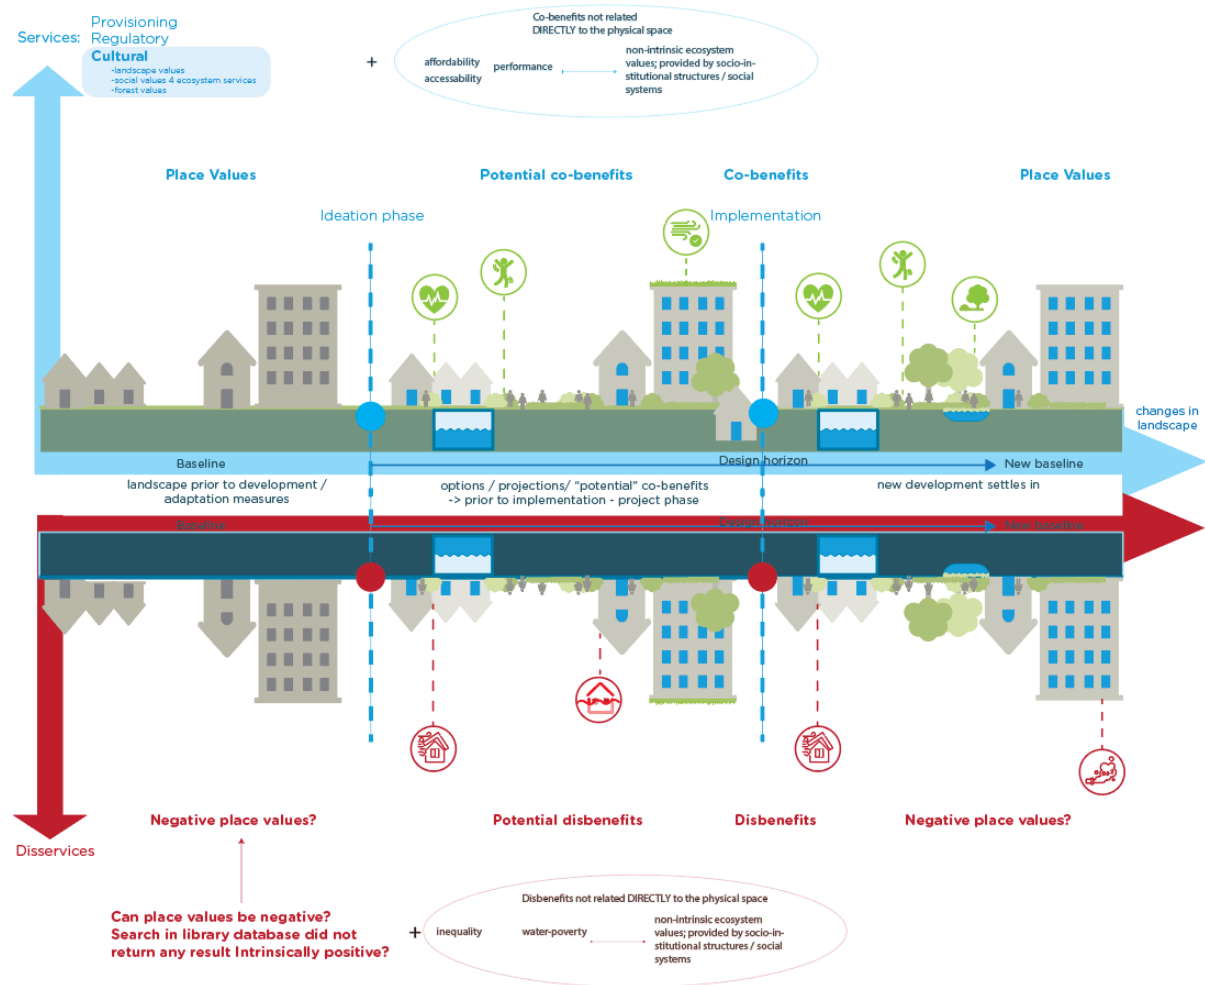 Services:
Provisioning
Regulatory
Cultural
-landscape values
-social values 4 ecosystem services
-forest values
+
Co-benefits not related
DIRECTLY to the physical space
affordability
accessability
performance
non-intrinsic ecosystem
values; provided by socio-in-
stitutional structures / social
systems
Place Values
Potential co-benefits
Co-benefits
Place Values
Ideation phase
Implementation
changes in
landscape
Baseline
Design horizon
New baseline
landscape prior to development /
adaptation measures
options / projections/ "potential" co-benefits
-> prior to implementation - project phase
new development settles in
Baseline
Design horizon
New baseline
Negative place values?
Potential disbenefits
Disbenefits
Negative place values?
Disservices
Can place values be negative?
Search in library database did not
return any result Intrinsically positive?
+
Disbenefits not related DIRECTLY to the physical space
inequality
water-poverty
non-intrinsic ecosystem
values; provided by socio-in-
stitutional structures / social
systems